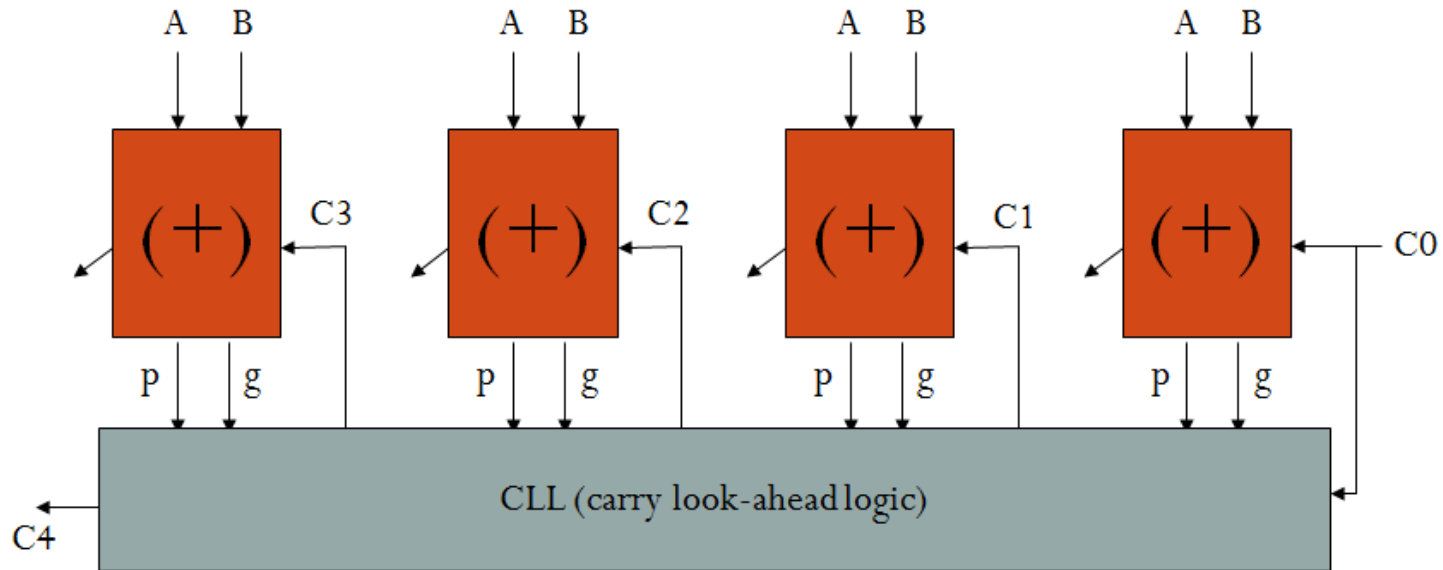 A B A B A B A B
(+) C3 (+) C2 (+) C1 (+) C0
p g p g p g p g
CLL (carry look-ahead logic)
C4